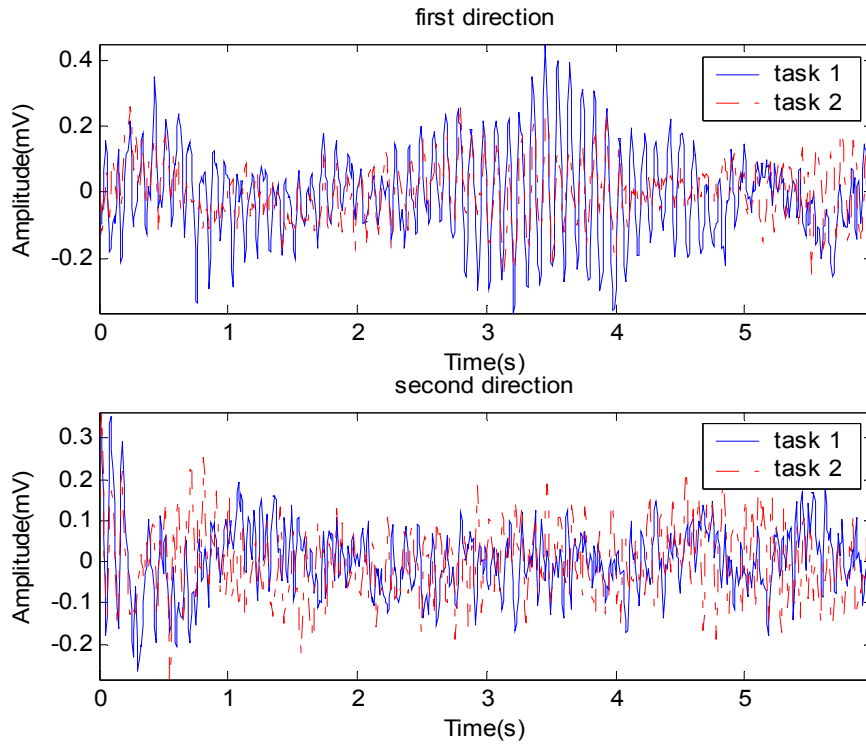 first direction
0.4
0.2
0
-0.2
Amplitude(mV)
task 1
task 2
0 1 2 3 4 5
Time(s)
second direction
0.3
0.2
0.1
0
-0.1
-0.2
Amplitude(mV)
task 1
task 2
0 1 2 3 4 5
Time(s)